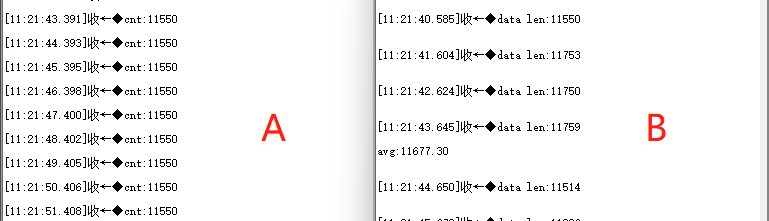 [11:21:43.391]收←◆cnt:11550
[11:21:44.393]收←◆cnt:11550
[11:21:45.395]收←◆cnt:11550
[11:21:46.398]收←◆cnt:11550
[11:21:47.400]收←◆cnt:11550
[11:21:48.402]收←◆cnt:11550
[11:21:49.405]收←◆cnt:11550
[11:21:50.406]收←◆cnt:11550
[11:21:51.408]收←◆cnt:11550
A
[11:21:40.585]收←◆data len:11550
[11:21:41.604]收←◆data len:11753
[11:21:42.624]收←◆data len:11750
[11:21:43.645]收←◆data len:11759
avg:11677.30
[11:21:44.650]收←◆data len:11514
B